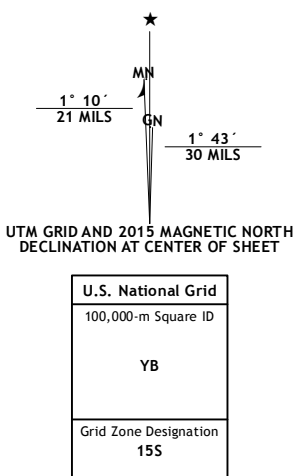 ★
MN
GN
1° 10´
21 MILS
1° 43´
30 MILS
UTM GRID AND 2015 MAGNETIC NORTH
DECLINATION AT CENTER OF SHEET
U.S. National Grid
100,000-m Square ID
YB
Grid Zone Designation
15S